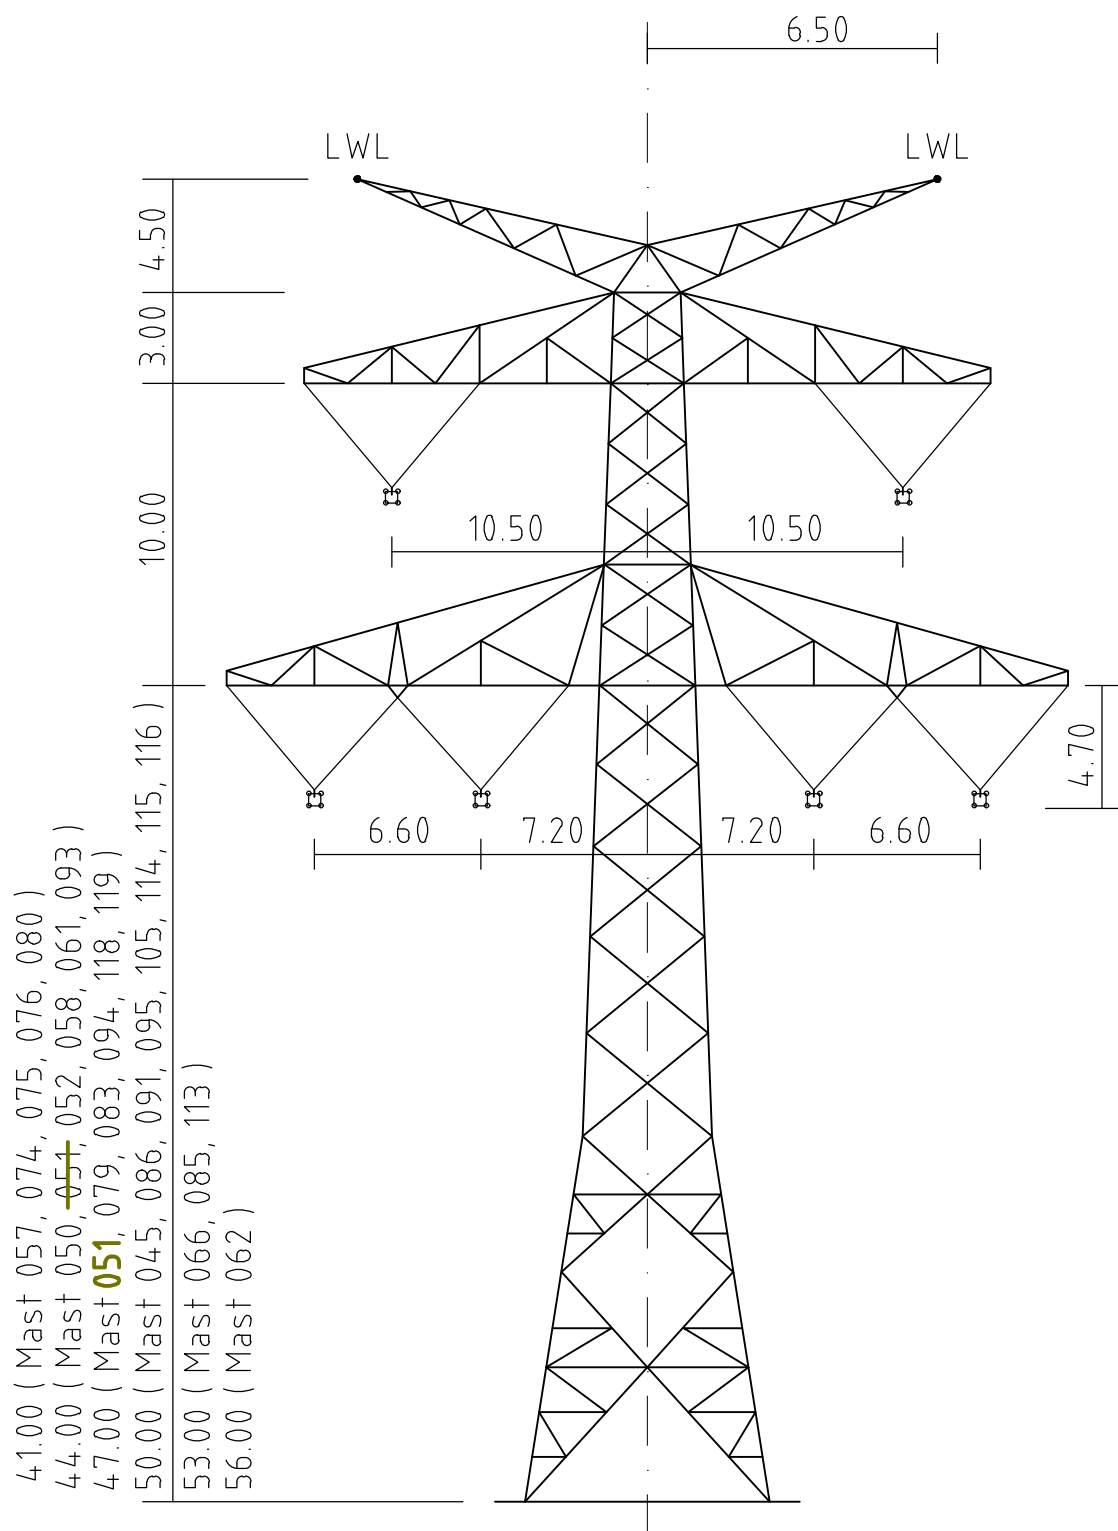 6.50
LWL
LWL
4.50
3.00
10.00
10.50
10.50
4.70
6.60
7.20
7.20
6.60
41.00 ( Mast 057, 074, 075, 076, 080 )
44.00 ( Mast 050, 051, 052, 058, 061, 093 )
47.00 ( Mast 051, 079, 083, 094, 118, 119 )
50.00 ( Mast 045, 086, 091, 095, 105, 114, 115, 116 )
53.00 ( Mast 066, 085, 113 )
56.00 ( Mast 062 )